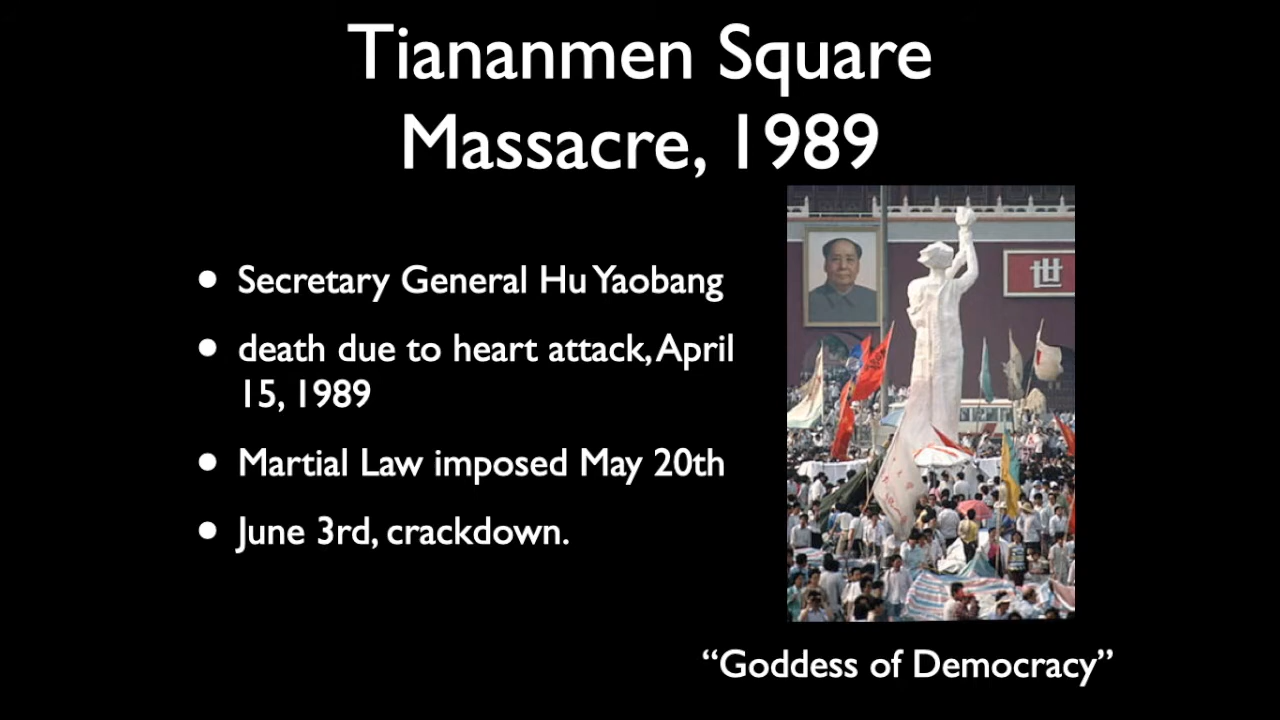 Tiananmen Square
Massacre, 1989
• Secretary General Hu Yaobang
• death due to heart attack, April
15, 1989
• Martial Law imposed May 20th
• June 3rd, crackdown.
世
"Goddess of Democracy"